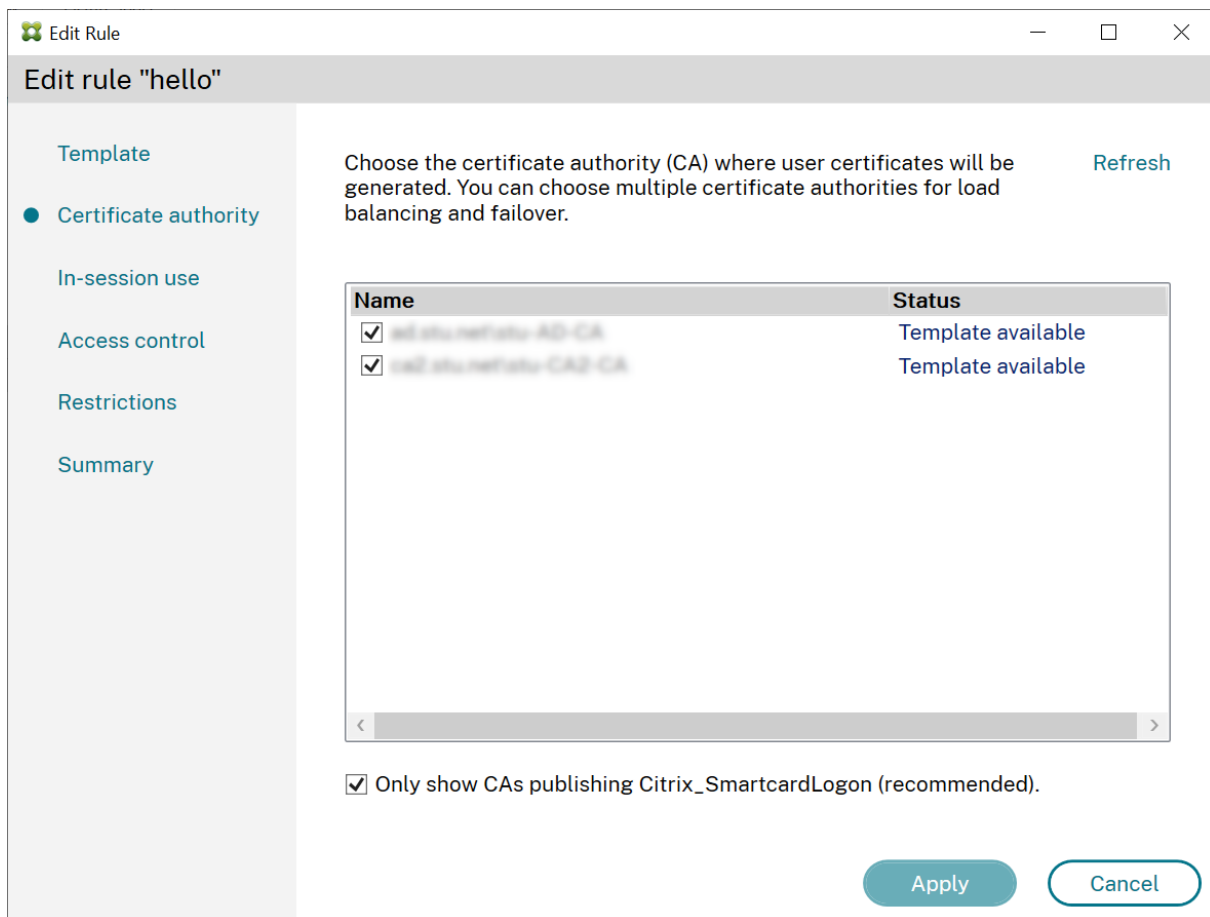 Edit Rule
Edit rule "hello"
Template
Certificate authority
In-session use
Access control
Restrictions
Summary
Choose the certificate authority (CA) where user certificates will be
generated. You can choose multiple certificate authorities for load
balancing and failover.
Refresh
Name Status
Template available
Template available
Only show CAs publishing Citrix_SmartcardLogon (recommended).
Apply Cancel